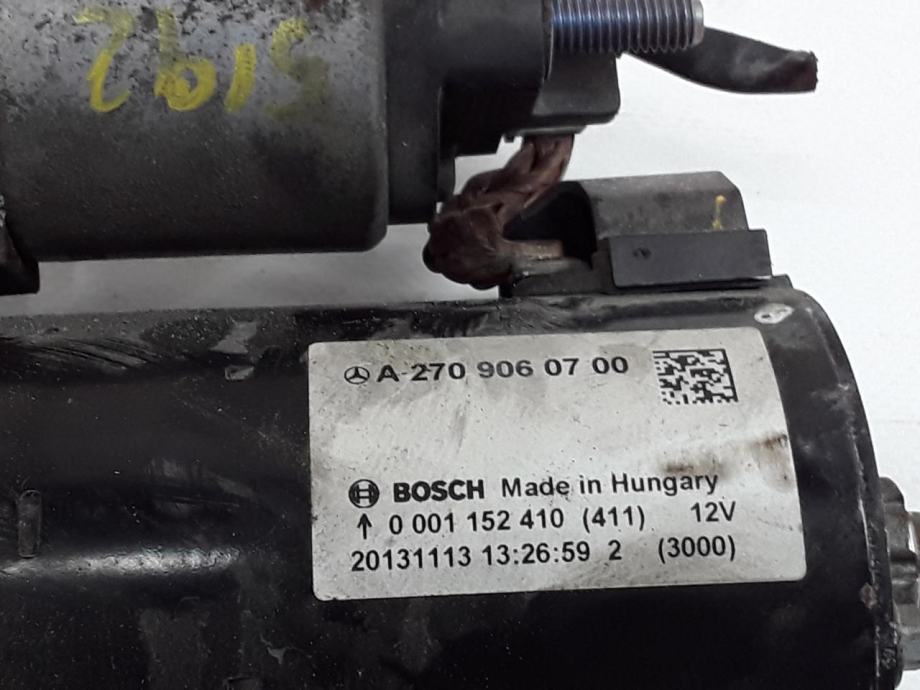 5192
A 270 906 07 00
BOSCH Made in Hungary
↑ 0 001 152 410 (411) 12V
20131113 13:26:59 2 (3000)